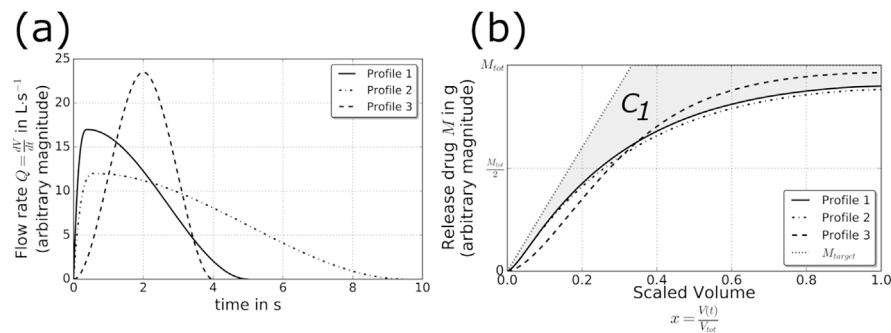 (a)
25
20
15
10
5
0
Flow rate Q = dV/dt in L·s⁻¹
(arbitrary magnitude)
Profile 1
Profile 2
Profile 3
0 2 4 6 8 10
time in s
(b)
M_tot
M_tot/2
0
Release drug M in g
(arbitrary magnitude)
C₁
Profile 1
Profile 2
Profile 3
M_target
0.0 0.2 0.4 0.6 0.8 1.0
Scaled Volume
x = V(t)/V_tot